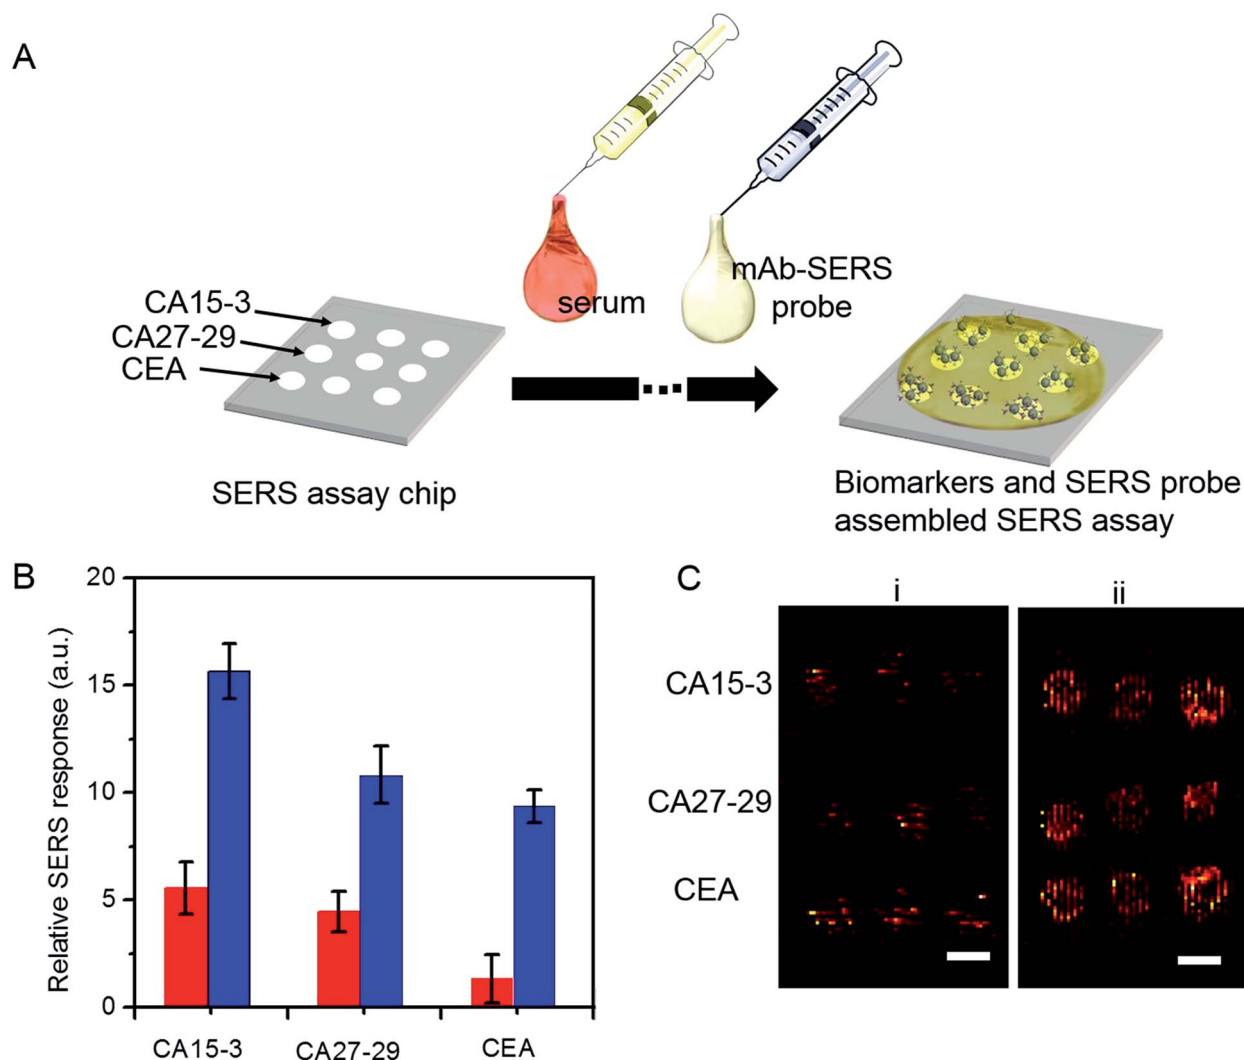 A
serum
mAb-SERS
probe
CA15-3
CA27-29
CEA
SERS assay chip
Biomarkers and SERS probe
assembled SERS assay
B
Relative SERS response (a.u.)
20
15
10
5
0
CA15-3
CA27-29
CEA
C
i
ii
CA15-3
CA27-29
CEA